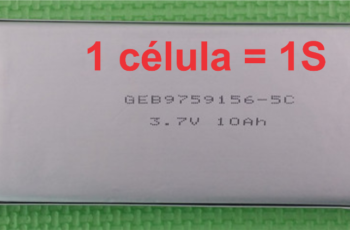 1 célula = 1S
GEB9759156-5C
3.7V 10Ah